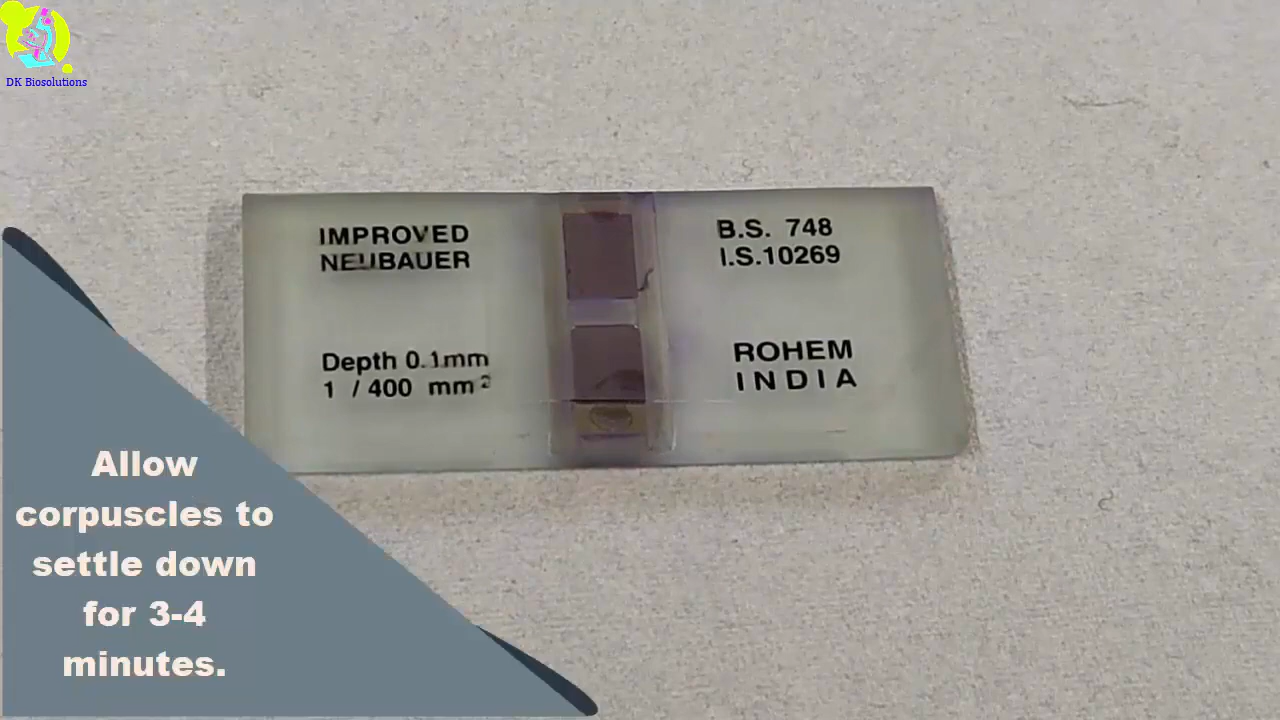 DK Biosolutions
IMPROVED
NEUBAUER
Depth 0.1mm
1 / 400 mm²
B.S. 748
I.S.10269
ROHEM
INDIA
Allow
corpuscles to
settle down
for 3-4
minutes.